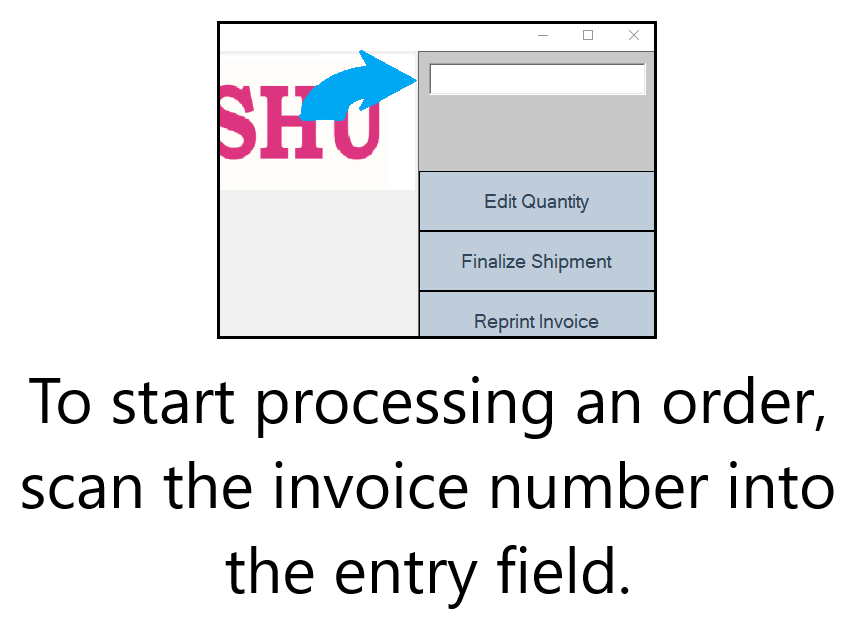 SHU
Edit Quantity
Finalize Shipment
Reprint Invoice
To start processing an order,
scan the invoice number into
the entry field.